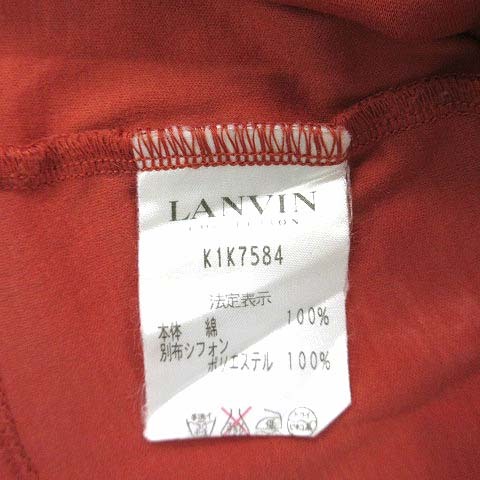 LANVIN
COLLECTION
K1K7584
法定表示
本体 綿 100%
別布シフォン
ポリエステル 100%